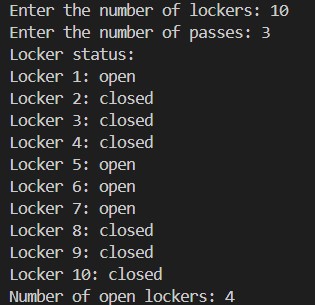 Enter the number of lockers: 10
Enter the number of passes: 3
Locker status:
Locker 1: open
Locker 2: closed
Locker 3: closed
Locker 4: closed
Locker 5: open
Locker 6: open
Locker 7: open
Locker 8: closed
Locker 9: closed
Locker 10: closed
Number of open lockers: 4